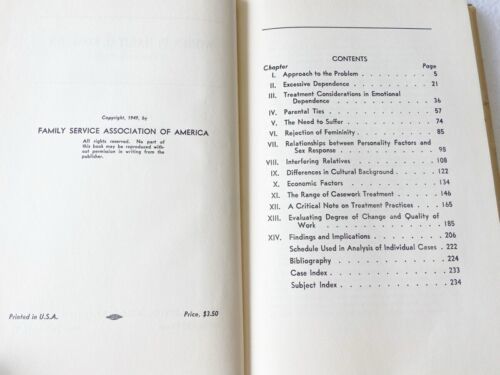 Copyright, 1949, by
FAMILY SERVICE ASSOCIATION OF AMERICA
All rights reserved. No part of
this book may be reproduced with-
out permission in writing from the
publisher.
Printed in U.S.A.
Price, $3.50
CONTENTS
Chapter Page
I. Approach to the Problem . . . . . . . . 5
II. Excessive Dependence . . . . . . . . 21
III. Treatment Considerations in Emotional
Dependence . . . . . . . . 36
IV. Parental Ties . . . . . . . . 57
V. The Need to Suffer . . . . . . . . 74
VI. Rejection of Femininity . . . . . . . . 85
VII. Relationships between Personality Factors and
Sex Response . . . . . . . . 98
VIII. Interfering Relatives . . . . . . . . 108
IX. Differences in Cultural Background . . . . 122
X. Economic Factors . . . . . . . . 134
XI. The Range of Casework Treatment . . . . 146
XII. A Critical Note on Treatment Practices . . . 165
XIII. Evaluating Degree of Change and Quality of
Work . . . . . . . . 185
XIV. Findings and Implications . . . . . . . 206
Schedule Used in Analysis of Individual Cases . 222
Bibliography . . . . . . . . 224
Case Index . . . . . . . . 233
Subject Index . . . . . . . . 234